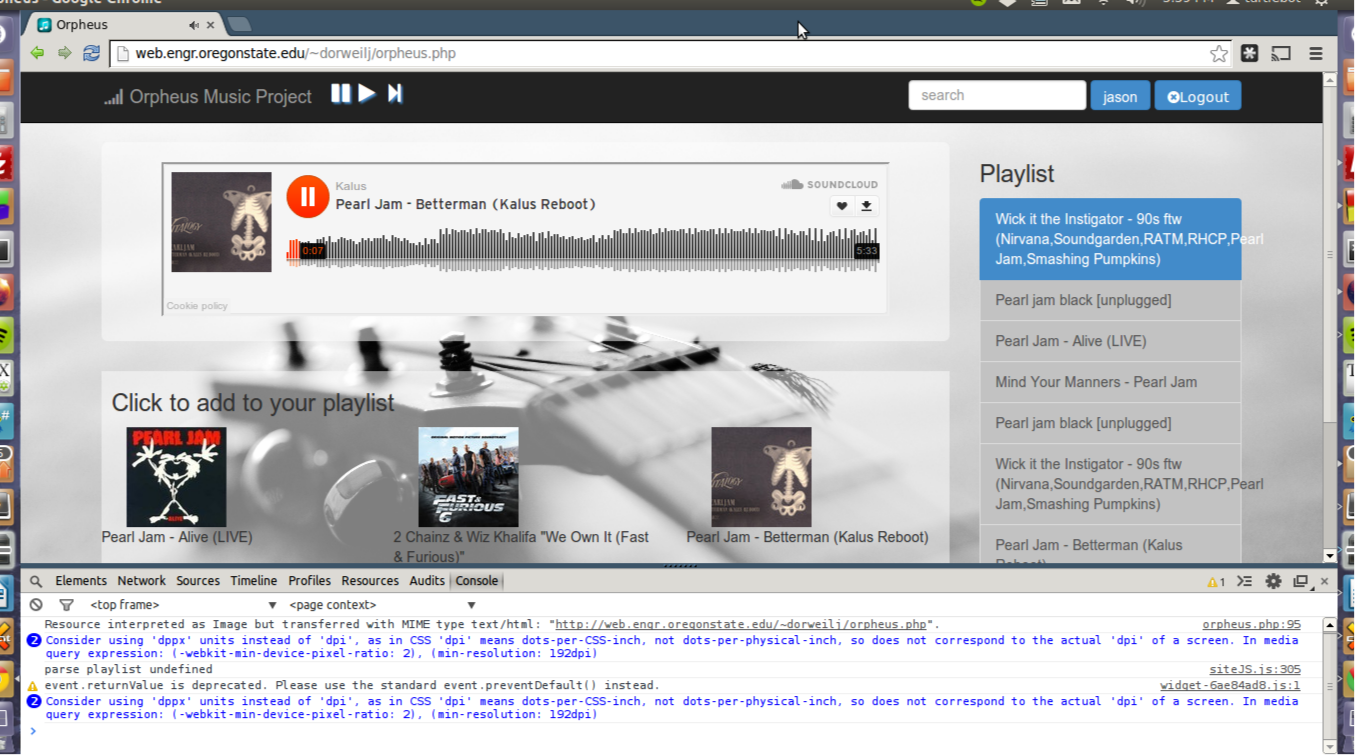 Orpheus
web.engr.oregonstate.edu/~dorweilj/orpheus.php
Orpheus Music Project
search
jason
Logout
Kalus
Pearl Jam - Betterman (Kalus Reboot)
SOUNDCLOUD
0:07
5:33
Cookie policy
Playlist
Wick it the Instigator - 90s ftw
(Nirvana,Soundgarden,RATM,RHCP,Pearl
Jam,Smashing Pumpkins)
Pearl jam black [unplugged]
Pearl Jam - Alive (LIVE)
Mind Your Manners - Pearl Jam
Pearl jam black [unplugged]
Wick it the Instigator - 90s ftw
(Nirvana,Soundgarden,RATM,RHCP,Pearl
Jam,Smashing Pumpkins)
Pearl Jam - Betterman (Kalus
Click to add to your playlist
PEARL JAM
ALIVE
FAST &
FURIOUS
6
Pearl Jam - Alive (LIVE)
2 Chainz & Wiz Khalifa "We Own It (Fast
& Furious)"
Pearl Jam - Betterman (Kalus Reboot)
Elements Network Sources Timeline Profiles Resources Audits Console
1
<top frame> <page context>
Resource interpreted as Image but transferred with MIME type text/html: "http://web.engr.oregonstate.edu/~dorweilj/orpheus.php". orpheus.php:95
2 Consider using 'dppx' units instead of 'dpi', as in CSS 'dpi' means dots-per-CSS-inch, not dots-per-physical-inch, so does not correspond to the actual 'dpi' of a screen. In media
query expression: (-webkit-min-device-pixel-ratio: 2), (min-resolution: 192dpi)
parse playlist undefined siteJS.js:305
event.returnValue is deprecated. Please use the standard event.preventDefault() instead. widget-6ae84ad8.js:1
2 Consider using 'dppx' units instead of 'dpi', as in CSS 'dpi' means dots-per-CSS-inch, not dots-per-physical-inch, so does not correspond to the actual 'dpi' of a screen. In media
query expression: (-webkit-min-device-pixel-ratio: 2), (min-resolution: 192dpi)